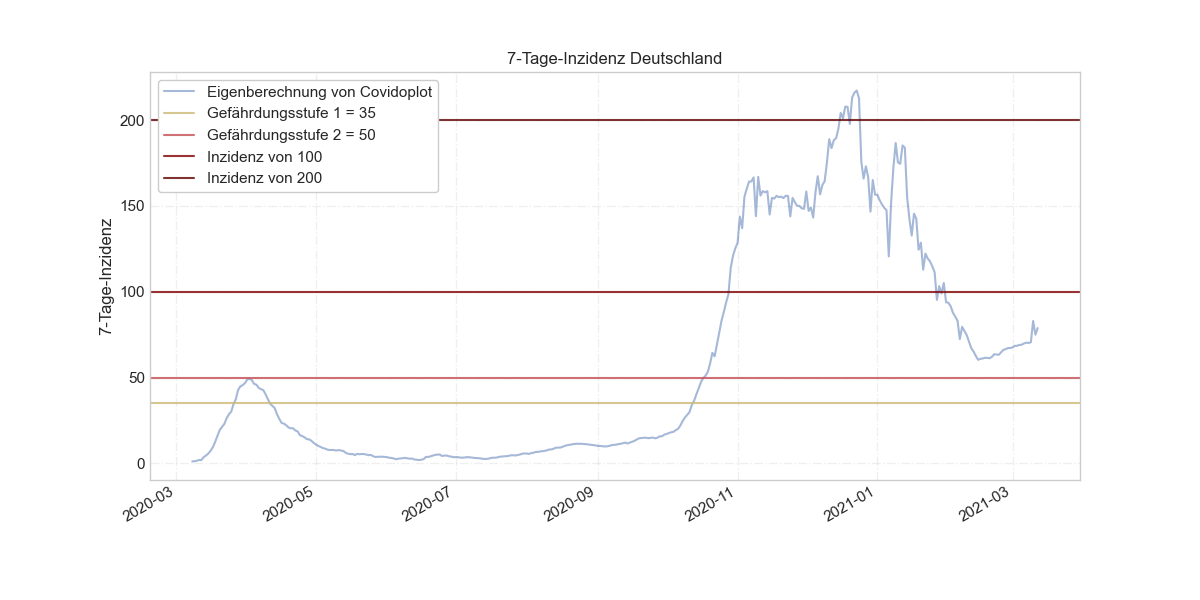 7-Tage-Inzidenz Deutschland
Eigenberechnung von Covidoplot
Gefährdungsstufe 1 = 35
Gefährdungsstufe 2 = 50
Inzidenz von 100
Inzidenz von 200
7-Tage-Inzidenz
200
150
100
50
0
2020-03
2020-05
2020-07
2020-09
2020-11
2021-01
2021-03